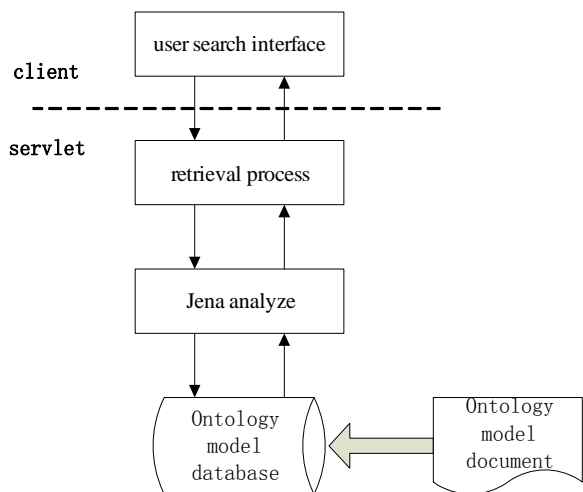 user search interface
client
servlet
retrieval process
Jena analyze
Ontology
model
database
Ontology
model
document